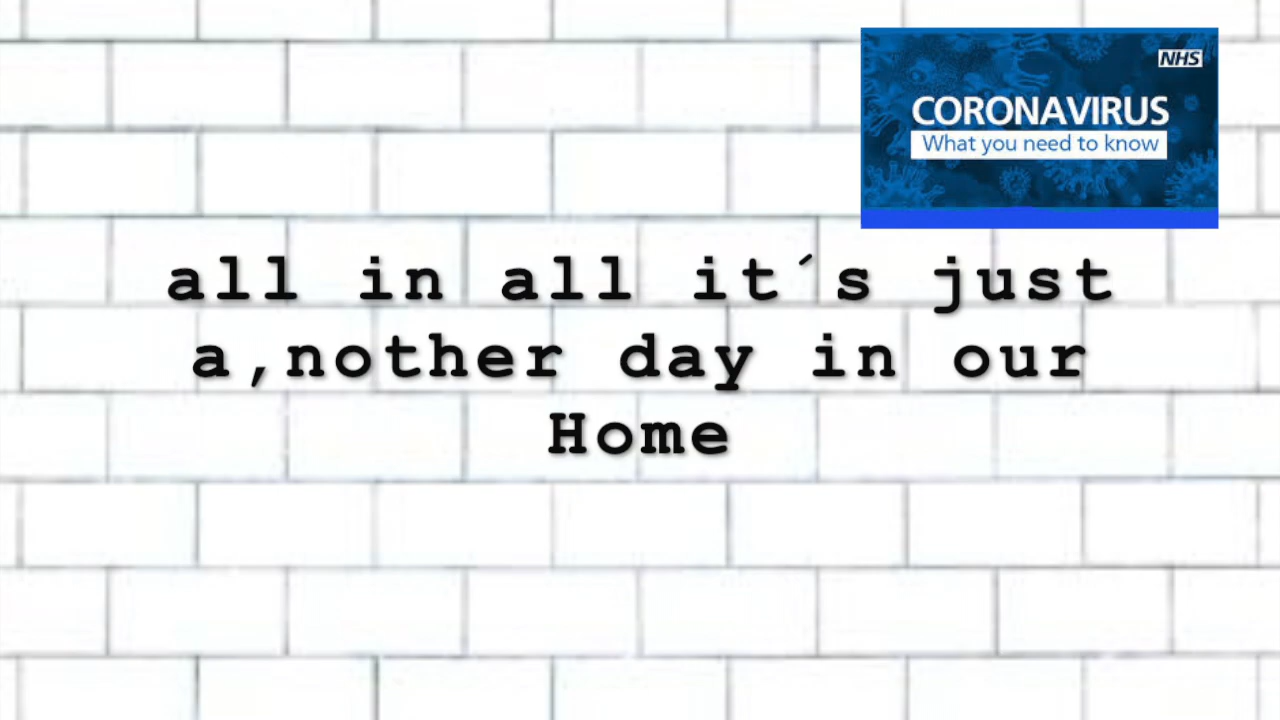 NHS
CORONAVIRUS
What you need to know
all in all it´s just
a,nother day in our
Home